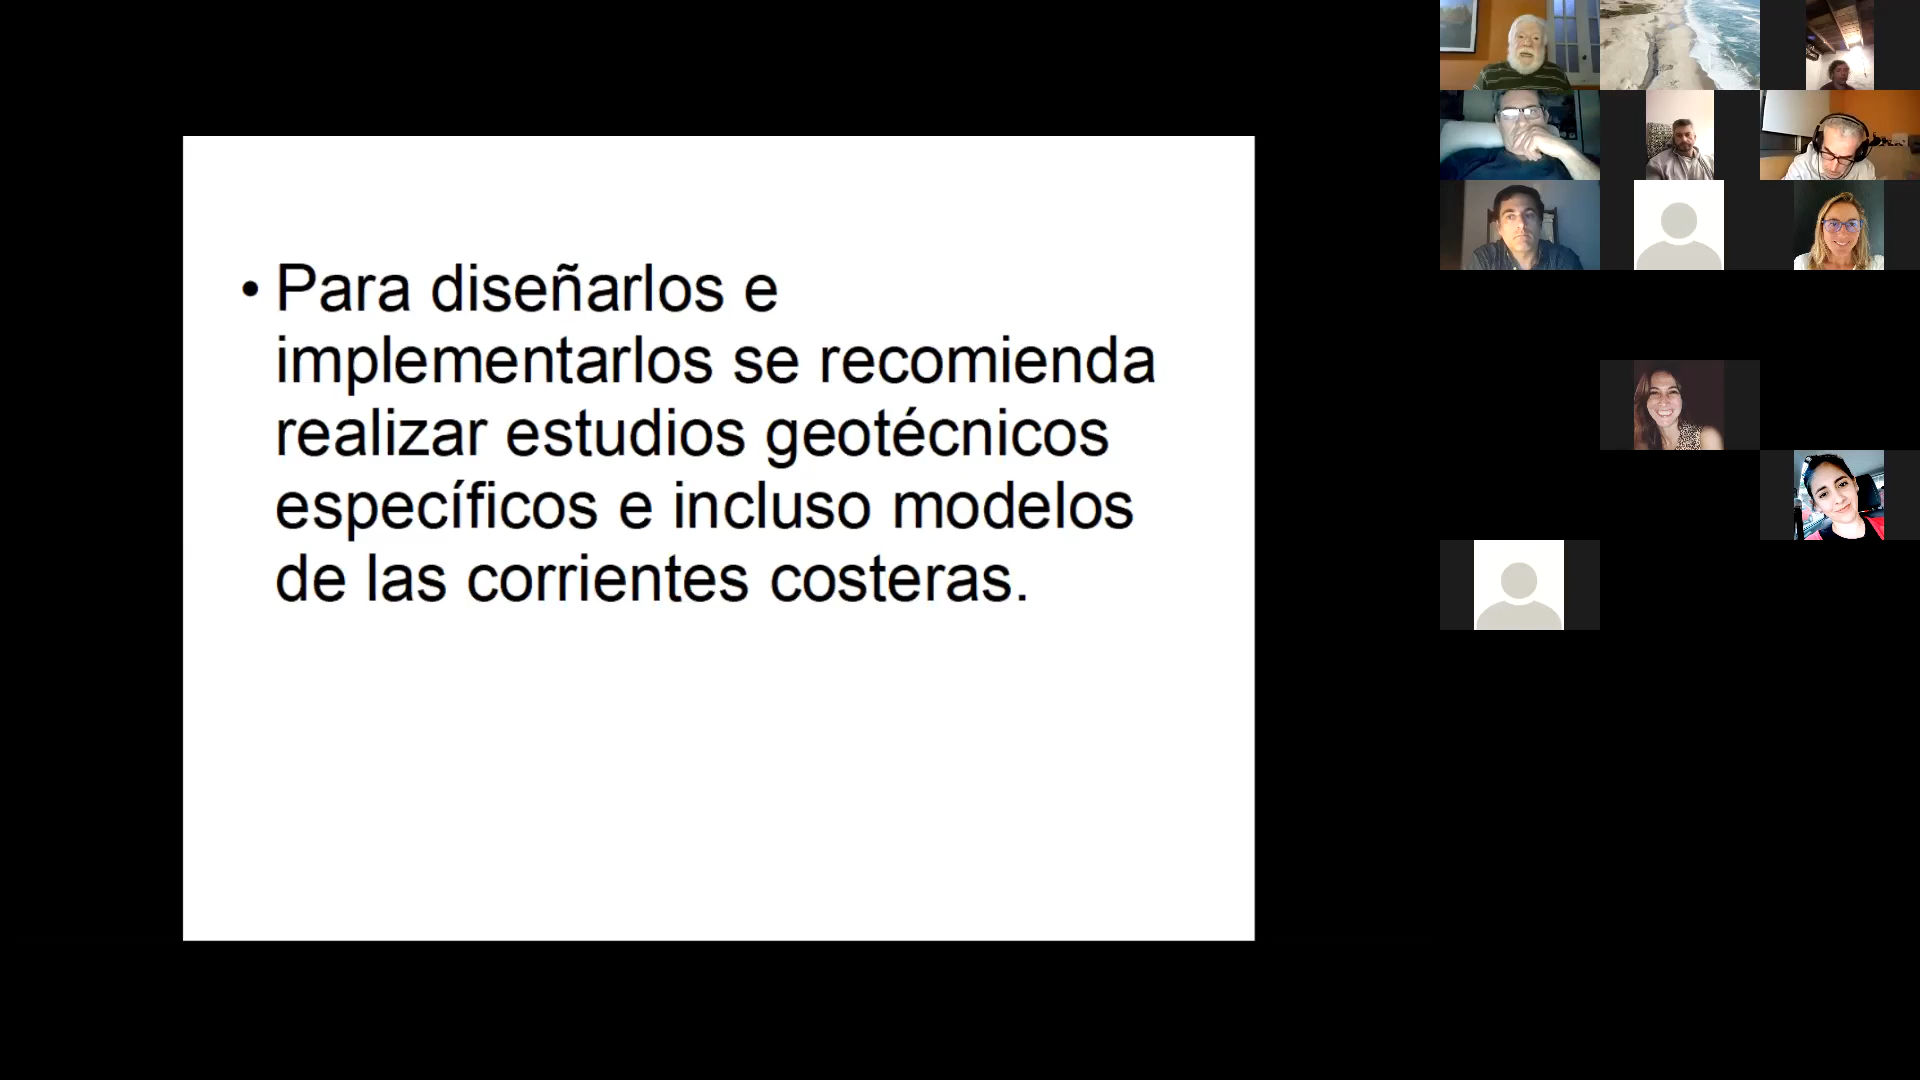 • Para diseñarlos e
implementarlos se recomienda
realizar estudios geotécnicos
específicos e incluso modelos
de las corrientes costeras.